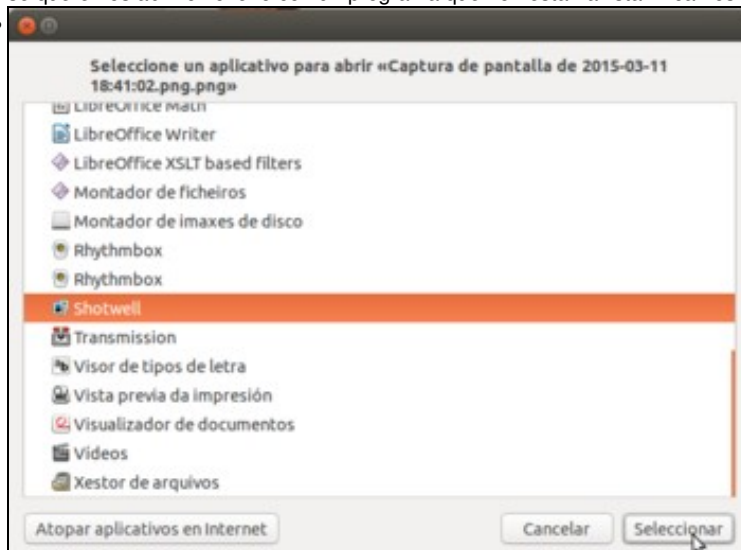 Seleccione un aplicativo para abrir «Captura de pantalla de 2015-03-11
18:41:02.png.png»
LibreOffice Math
LibreOffice Writer
LibreOffice XSLT based filters
Montador de ficheiros
Montador de imaxes de disco
Rhythmbox
Rhythmbox
Shotwell
Transmission
Visor de tipos de letra
Vista previa da impresión
Visualizador de documentos
Vídeos
Xestor de arquivos
Atopar aplicativos en Internet
Cancelar
Seleccionar